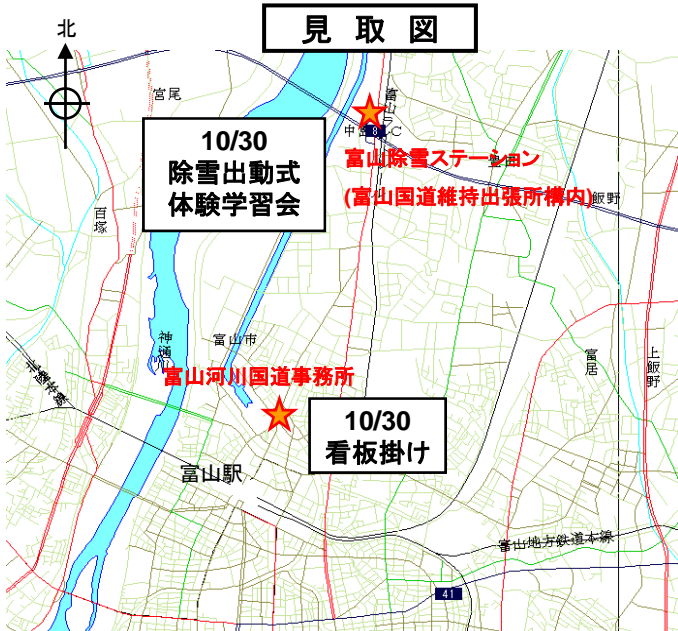 見取図
北
宮尾
10/30
除雪出動式
体験学習会
8
富山除雪ステーション
(富山国道維持出張所構内)
飯野
百塚
富山市
富山河川国道事務所
富居
上飯野
10/30
看板掛け
富山駅
富山地方鉄道本線
41